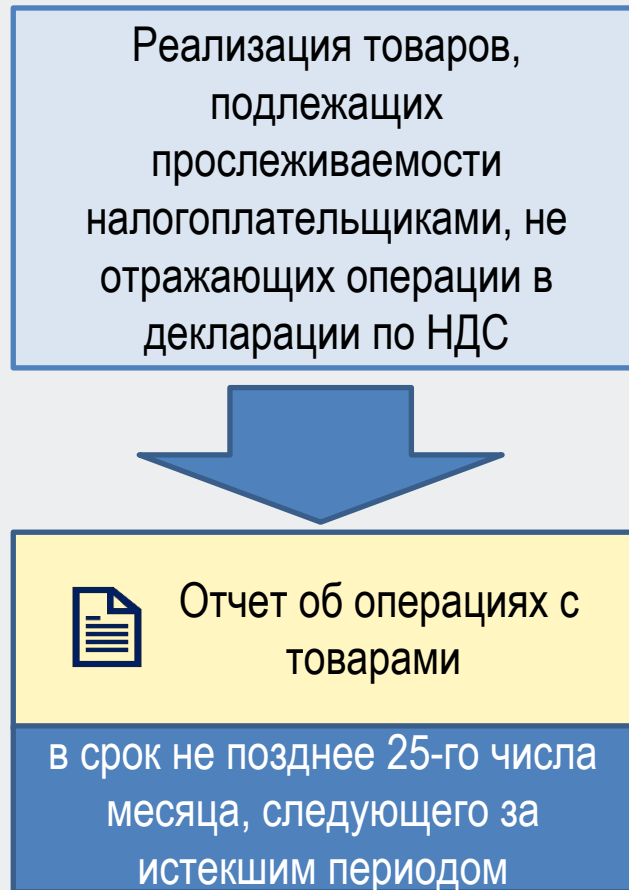 Реализация товаров,
подлежащих
прослеживаемости
налогоплательщиками, не
отражающих операции в
декларации по НДС
Отчет об операциях с
товарами
в срок не позднее 25-го числа
месяца, следующего за
истекшим периодом